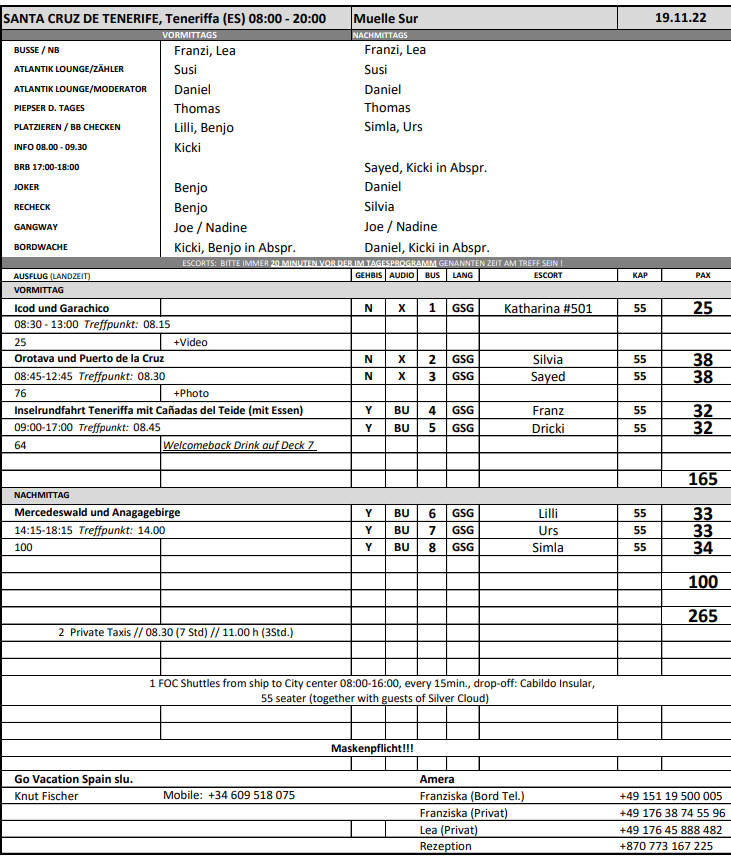 SANTA CRUZ DE TENERIFE, Teneriffa (ES) 08:00 - 20:00 Muelle Sur 19.11.22
VORMITTAGS NACHMITTAGS
BUSSE / NB Franzi, Lea Franzi, Lea
ATLANTIK LOUNGE/ZÄHLER Susi Susi
ATLANTIK LOUNGE/MODERATOR Daniel Daniel
PIEPSER D. TAGES Thomas Thomas
PLATZIEREN / BB CHECKEN Lilli, Benjo Simla, Urs
INFO 08.00 - 09.30 Kicki
BRB 17:00-18:00 Sayed, Kicki in Abspr.
JOKER Benjo Daniel
RECHECK Benjo Silvia
GANGWAY Joe / Nadine Joe / Nadine
BORDWACHE Kicki, Benjo in Abspr. Daniel, Kicki in Abspr.
ESCORTS: BITTE IMMER 20 MINUTEN VOR DER IM TAGESPROGRAMM GENANNTEN ZEIT AM TREFF SEIN !
AUSFLUG (LANDZEIT) GEHBIS AUDIO BUS LANG ESCORT KAP PAX
VORMITTAG
Icod und Garachico N X 1 GSG Katharina #501 55 25
08:30 - 13:00 Treffpunkt: 08.15
25 +Video
Orotava und Puerto de la Cruz N X 2 GSG Silvia 55 38
08:45-12:45 Treffpunkt: 08.30 N X 3 GSG Sayed 55 38
76 +Photo
Inselrundfahrt Teneriffa mit Cañadas del Teide (mit Essen) Y BU 4 GSG Franz 55 32
09:00-17:00 Treffpunkt: 08.45 Y BU 5 GSG Dricki 55 32
64 Welcomeback Drink auf Deck 7
165
NACHMITTAG
Mercedeswald und Anagagebirge Y BU 6 GSG Lilli 55 33
14:15-18:15 Treffpunkt: 14.00 Y BU 7 GSG Urs 55 33
100 Y BU 8 GSG Simla 55 34
100
265
2 Private Taxis // 08.30 (7 Std) // 11.00 h (3Std.)
1 FOC Shuttles from ship to City center 08:00-16:00, every 15min., drop-off: Cabildo Insular,
55 seater (together with guests of Silver Cloud)
Maskenpflicht!!!
Go Vacation Spain slu. Amera
Knut Fischer Mobile: +34 609 518 075 Franziska (Bord Tel.) +49 151 19 500 005
Franziska (Privat) +49 176 38 74 55 96
Lea (Privat) +49 176 45 888 482
Rezeption +870 773 167 225